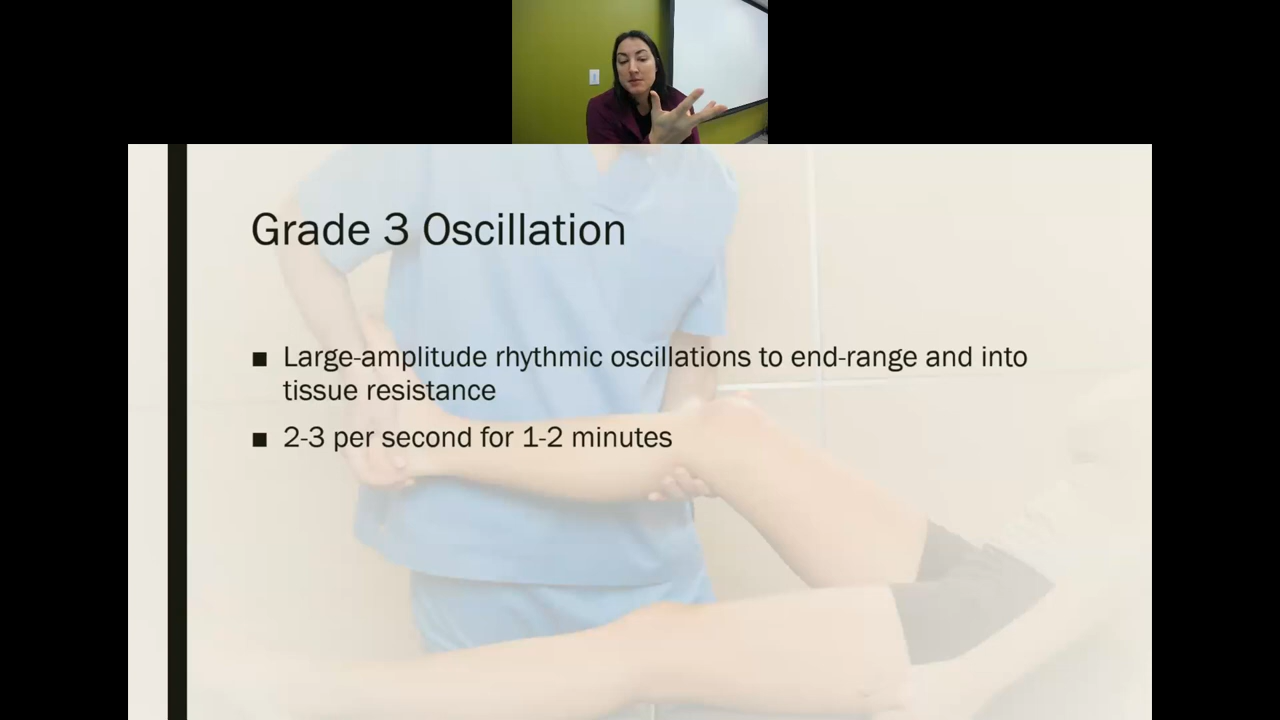 Grade 3 Oscillation
■ Large-amplitude rhythmic oscillations to end-range and into
tissue resistance
■ 2-3 per second for 1-2 minutes